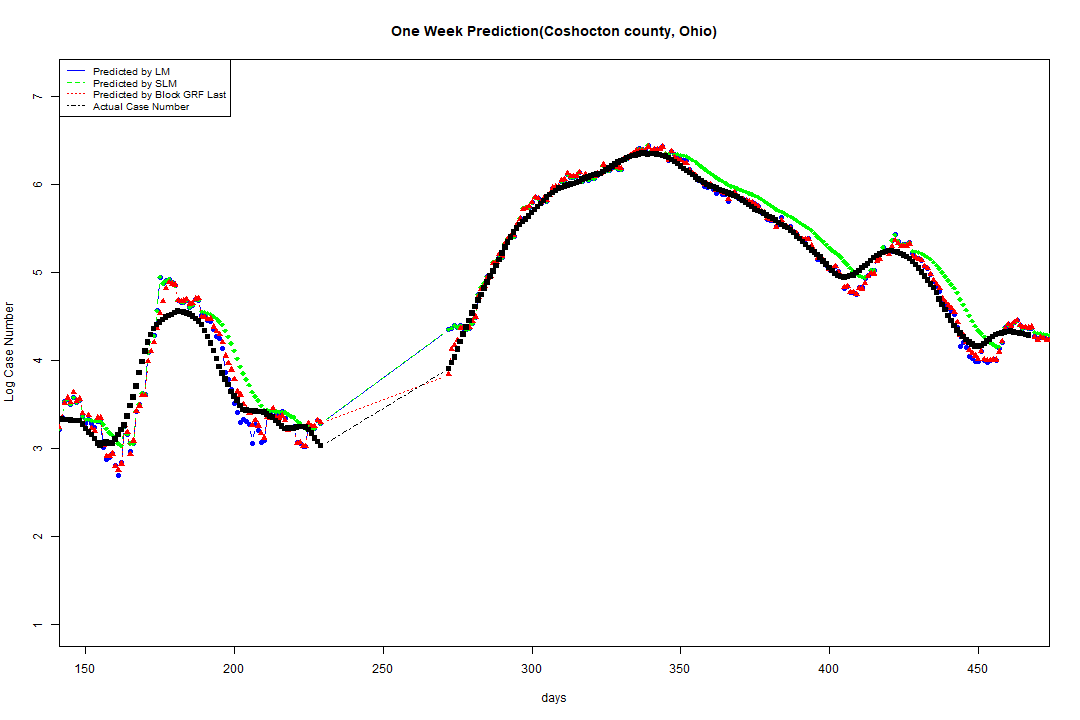 One Week Prediction(Coshocton county, Ohio)
Predicted by LM
Predicted by SLM
Predicted by Block GRF Last
Actual Case Number
7
6
5
4
3
2
1
Log Case Number
150 200 250 300 350 400 450
days